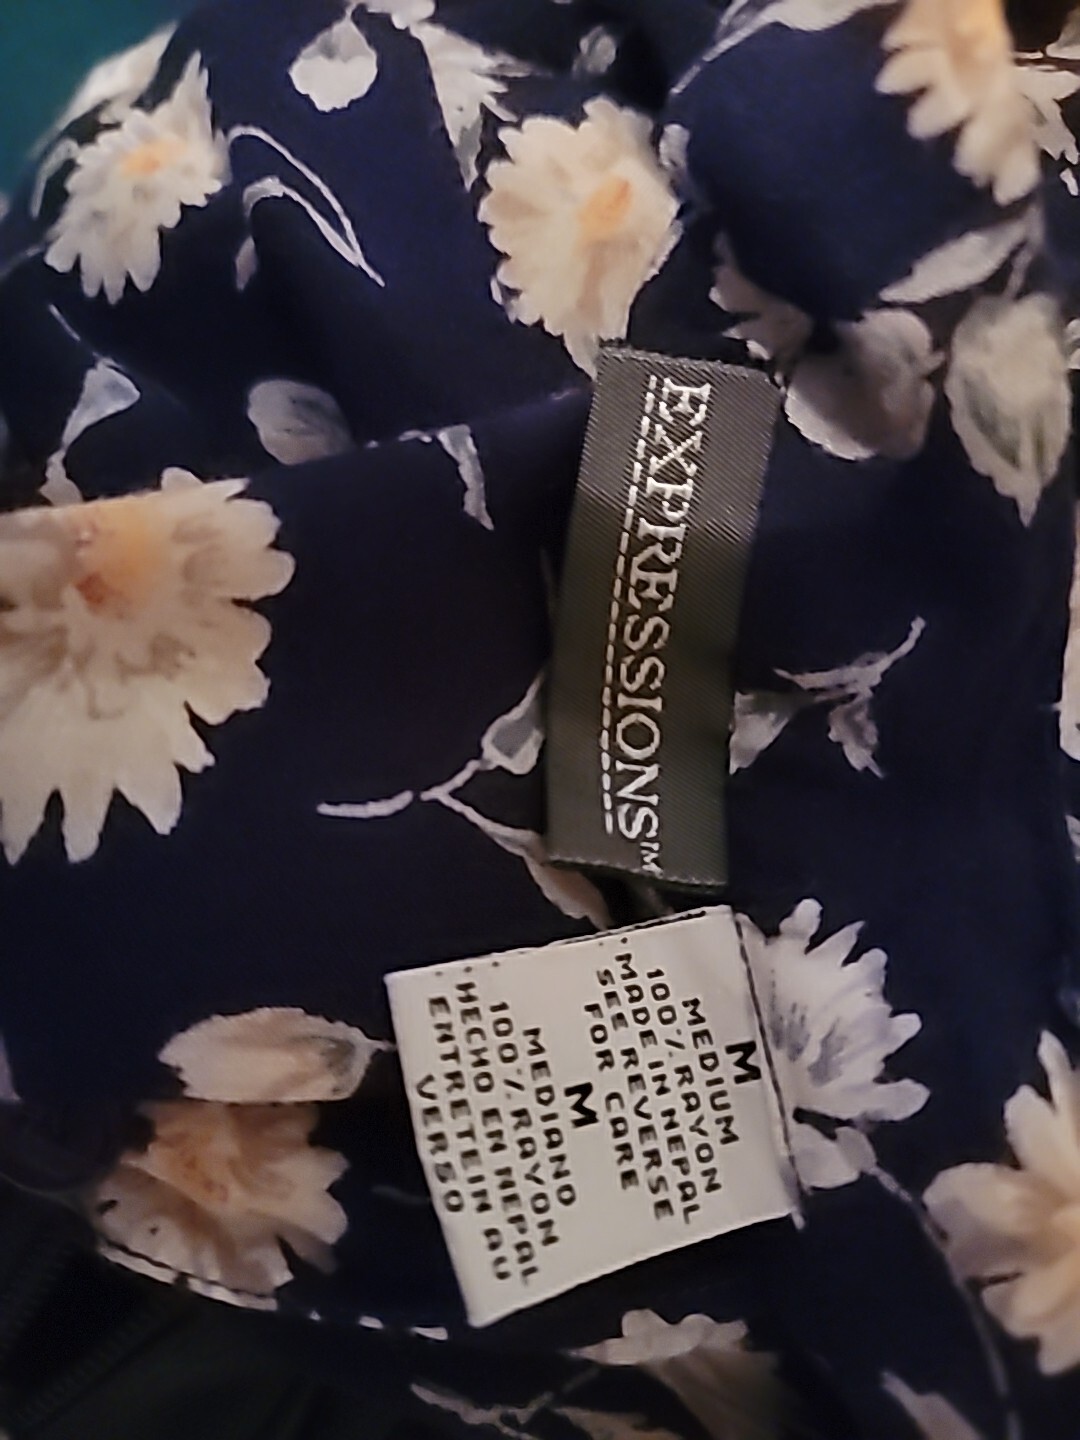 EXPRESSIONS™
M
MEDIUM
100% RAYON
MADE IN NEPAL
SEE REVERSE
FOR CARE
M
MEDIANO
100% RAYON
HECHO EN NEPAL
ENTRETEIN AU
VERSO